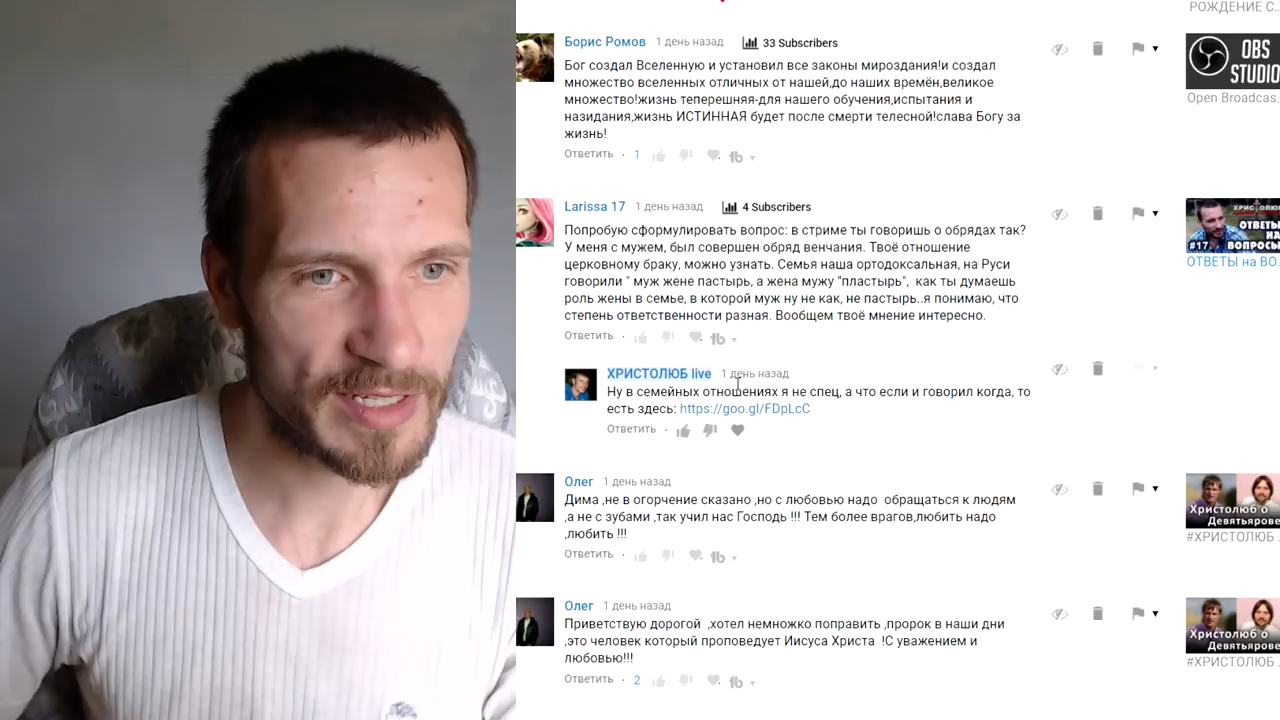 РОЖДЕНИЕ С...
Борис Ромов 1 день назад 33 Subscribers
Бог создал Вселенную и установил все законы мироздания!и создал
множество вселенных отличных от нашей,до наших времён,великое
множество!жизнь теперешняя-для нашего обучения,испытания и
назидания,жизнь ИСТИННАЯ будет после смерти телесной!слава Богу за
жизнь!
Ответить · 1
OBS
STUDIO
Open Broadcas...
Larissa 17 1 день назад 4 Subscribers
Попробую сформулировать вопрос: в стриме ты говоришь о обрядах так?
У меня с мужем, был совершен обряд венчания. Твоё отношение
церковному браку, можно узнать. Семья наша ортодоксальная, на Руси
говорили " муж жене пастырь, а жена мужу "пластырь", как ты думаешь
роль жены в семье, в которой муж ну не как, не пастырь..я понимаю, что
степень ответственности разная. Вообщем твоё мнение интересно.
Ответить ·
ХРИСТОЛЮБ
ОТВЕТЫ
НА
#17 ВОПРОСЫ
ОТВЕТЫ на ВО...
ХРИСТОЛЮБ live 1 день назад
Ну в семейных отношениях я не спец, а что если и говорил когда, то
есть здесь: https://goo.gl/FDpLcC
Ответить ·
Олег 1 день назад
Дима ,не в огорчение сказано ,но с любовью надо обращаться к людям
,а не с зубами ,так учил нас Господь !!! Тем более врагов,любить надо
,любить !!!
Ответить ·
Христолюб о
Девятьярове
#ХРИСТОЛЮБ ...
Олег 1 день назад
Приветствую дорогой ,хотел немножко поправить ,пророк в наши дни
,это человек который проповедует Иисуса Христа !С уважением и
любовью!!!
Ответить · 2
Христолюб о
Девятьярове
#ХРИСТОЛЮБ ...